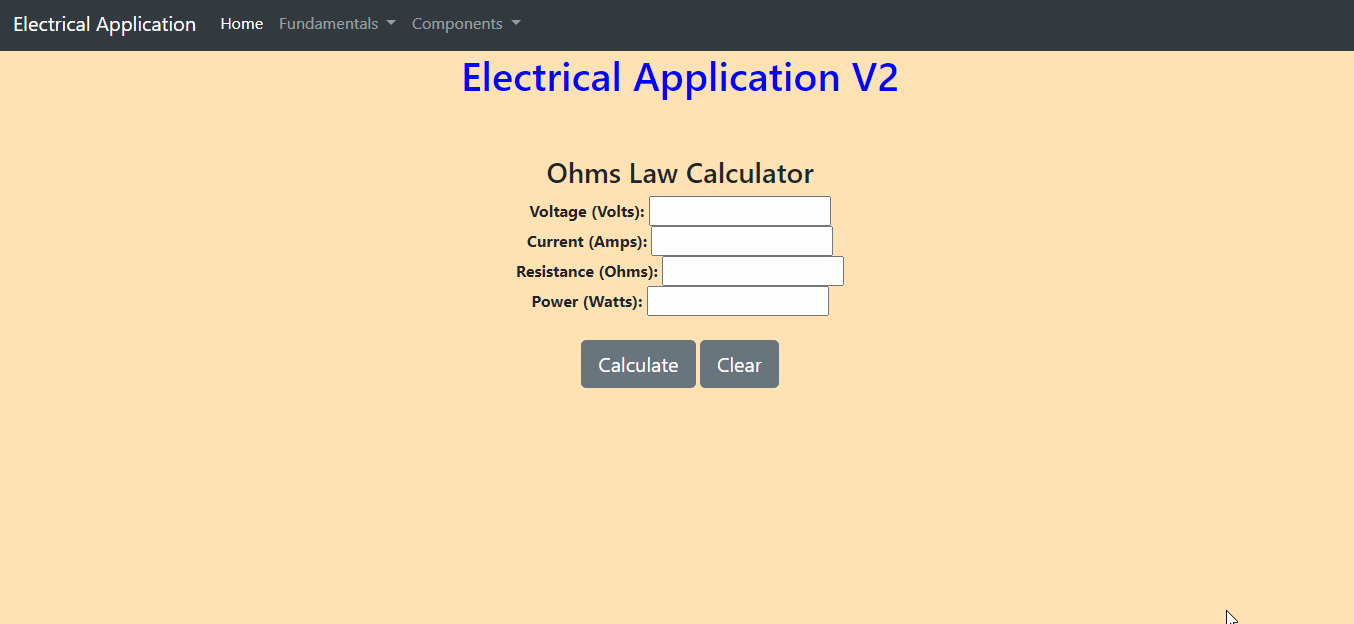 Electrical Application Home Fundamentals Components
Electrical Application V2
Ohms Law Calculator
Voltage (Volts):
Current (Amps):
Resistance (Ohms):
Power (Watts):
Calculate Clear